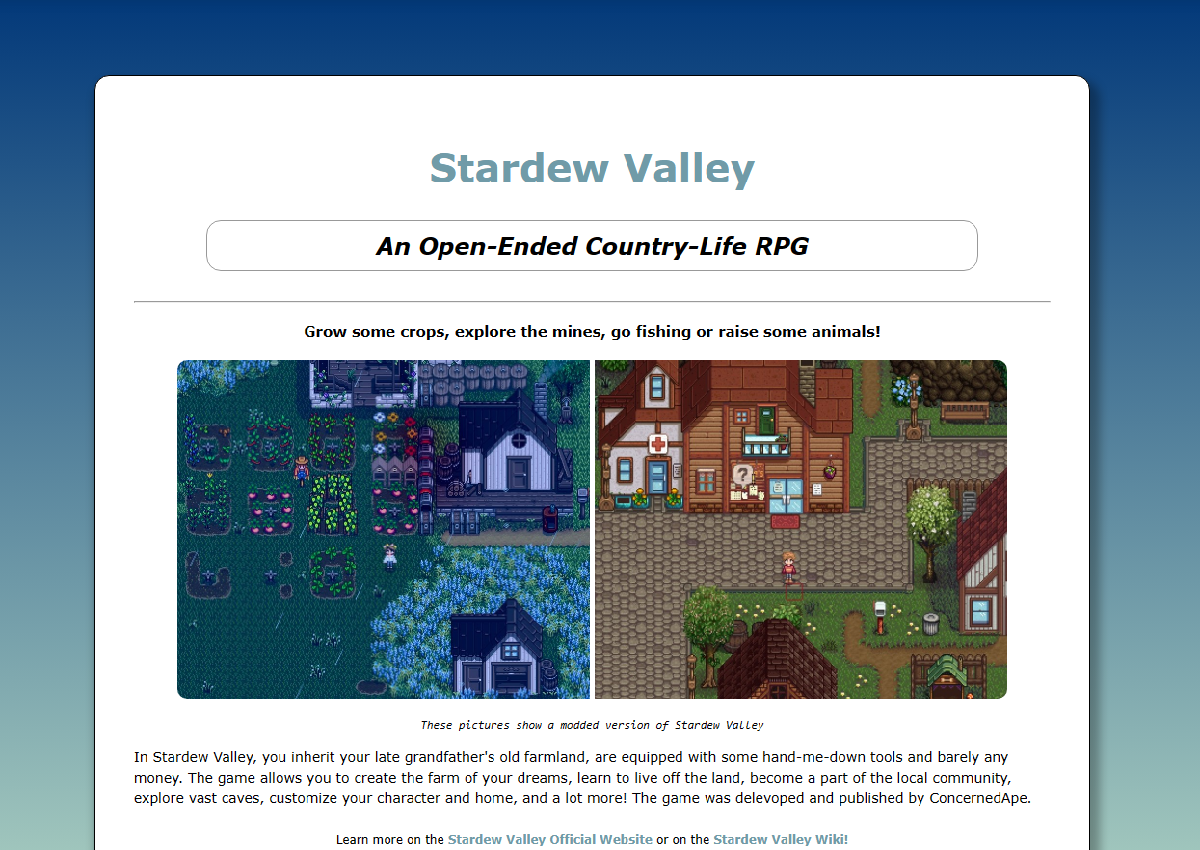 Stardew Valley
An Open-Ended Country-Life RPG
Grow some crops, explore the mines, go fishing or raise some animals!
?
These pictures show a modded version of Stardew Valley
In Stardew Valley, you inherit your late grandfather's old farmland, are equipped with some hand-me-down tools and barely any
money. The game allows you to create the farm of your dreams, learn to live off the land, become a part of the local community,
explore vast caves, customize your character and home, and a lot more! The game was delevoped and published by ConcernedApe.
Learn more on the Stardew Valley Official Website or on the Stardew Valley Wiki!